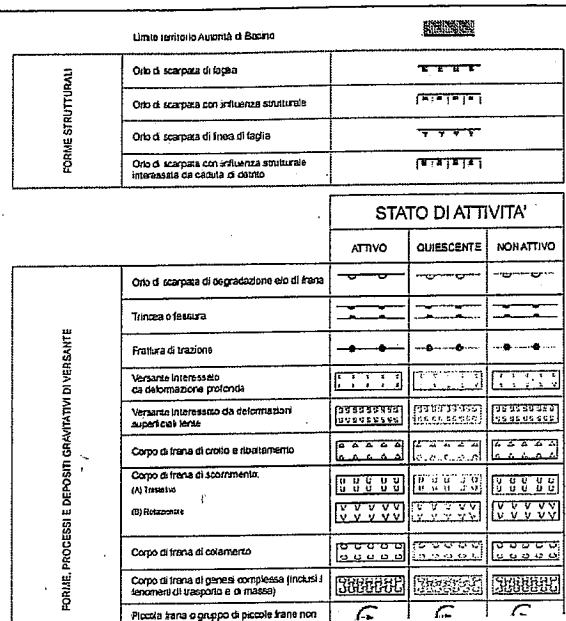 Limite territorio Autorità di Bacino
FORME STRUTTURALI
Orlo di scarpata di faglia
Orlo di scarpata con influenza strutturale
Orlo di scarpata di linea di faglia
Orlo di scarpata con influenza strutturale
interessata da caduta di detrito
STATO DI ATTIVITA'
ATTIVO
QUIESCENTE
NON ATTIVO
FORME, PROCESSI E DEPOSITI GRAVITATIVI DI VERSANTE
Orlo di scarpata di degradazione e/o di frana
Trincea o fessura
Frattura di trazione
Versante interessato
da deformazione profonda
Versante interessato da deformazioni
superficiali lente
Corpo di frana di crollo e ribaltamento
Corpo di frana di scorrimento:
(A) Traslativo
(B) Rotazionale
Corpo di frana di colamento
Corpo di frana di genesi complessa (inclusi i
fenomeni di trasporto e di massa)
Piccola frana o gruppo di piccole frane non